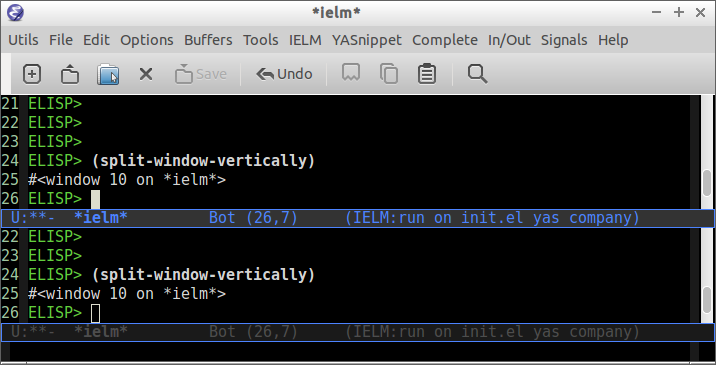 *ielm*
Utils File Edit Options Buffers Tools IELM YASnippet Complete In/Out Signals Help
Save Undo
21 ELISP>
22 ELISP>
23 ELISP>
24 ELISP> (split-window-vertically)
25 #<window 10 on *ielm*>
26 ELISP>
U:**- *ielm* Bot (26,7) (IELM:run on init.el yas company)
22 ELISP>
23 ELISP>
24 ELISP> (split-window-vertically)
25 #<window 10 on *ielm*>
26 ELISP>
U:**- *ielm* Bot (26,7) (IELM:run on init.el yas company)